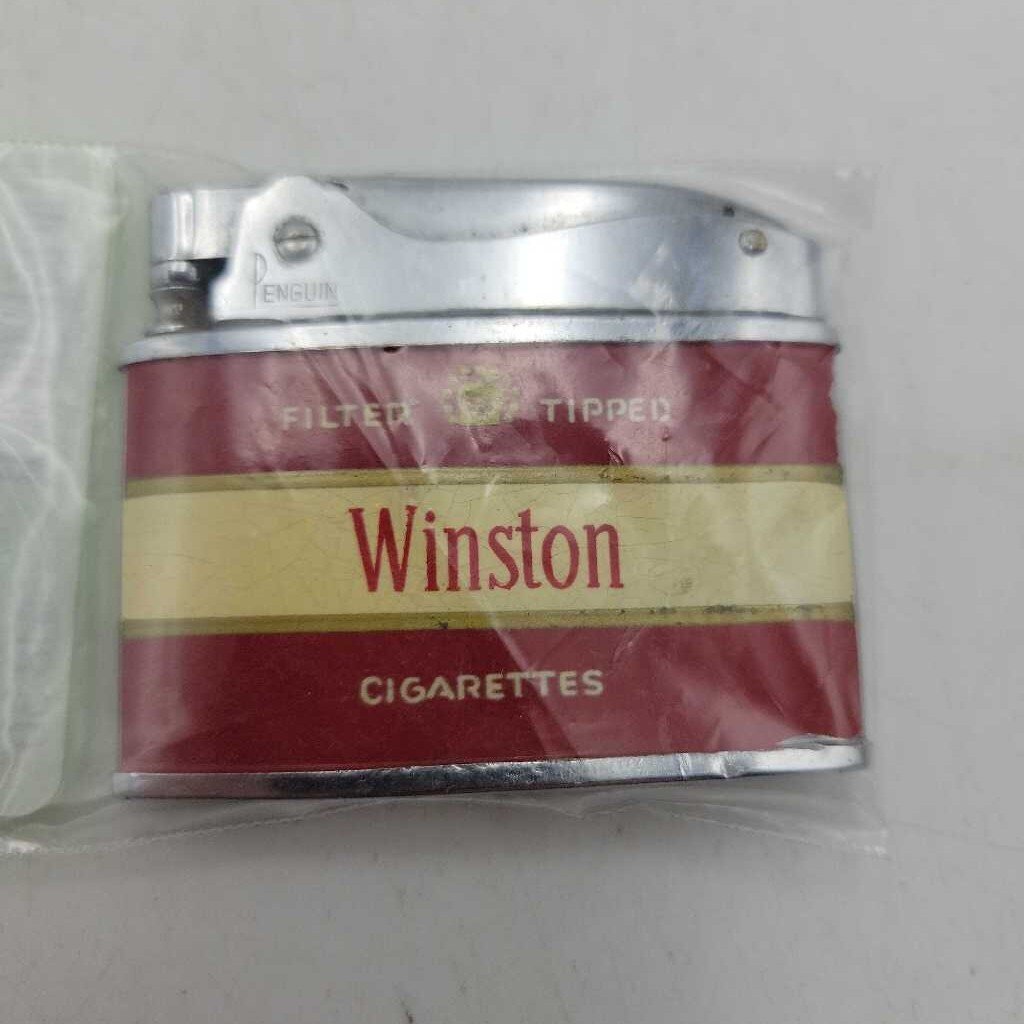 PENGUIN
FILTER TIPPED
Winston
CIGARETTES